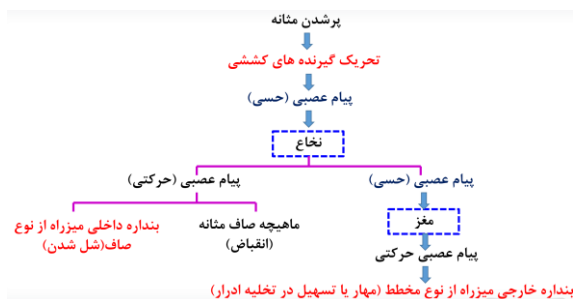 پرشدن مثانه
تحریک گیرنده های کششی
پیام عصبی (حسی)
نخاع
پیام عصبی (حسی)
پیام عصبی (حرکتی)
مغز
ماهیچه صاف مثانه
(انقباض)
بنداره داخلی میزراه از نوع
صاف(شل شدن)
پیام عصبی حرکتی
بنداره خارجی میزراه از نوع مخطط (مهار یا تسهیل در تخلیه ادرار)